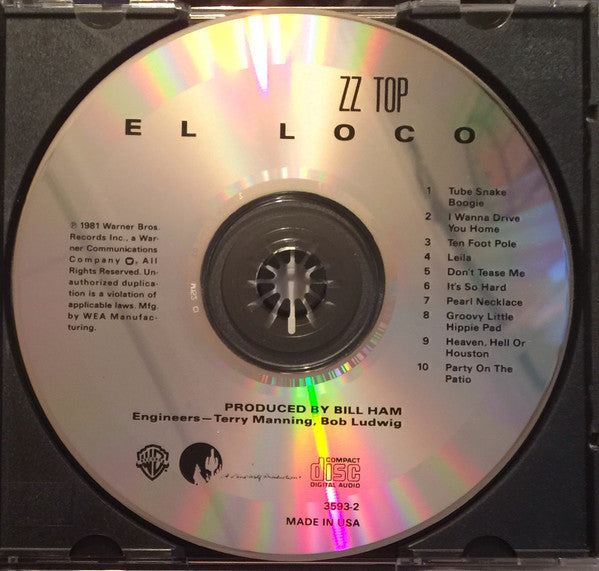 ZZ TOP
EL LOCO
℗ 1981 Warner Bros.
Records Inc., a War-
ner Communications
Company W. All
Rights Reserved. Un-
authorized duplica-
tion is a violation of
applicable laws. Mfg.
by WEA Manufac-
turing.
1 Tube Snake
Boogie
2 I Wanna Drive
You Home
3 Ten Foot Pole
4 Leila
5 Don't Tease Me
6 It's So Hard
7 Pearl Necklace
8 Groovy Little
Hippie Pad
9 Heaven, Hell Or
Houston
10 Party On The
Patio
PRODUCED BY BILL HAM
Engineers—Terry Manning, Bob Ludwig
WB
COMPACT
disc
DIGITAL AUDIO
3593-2
MADE IN USA